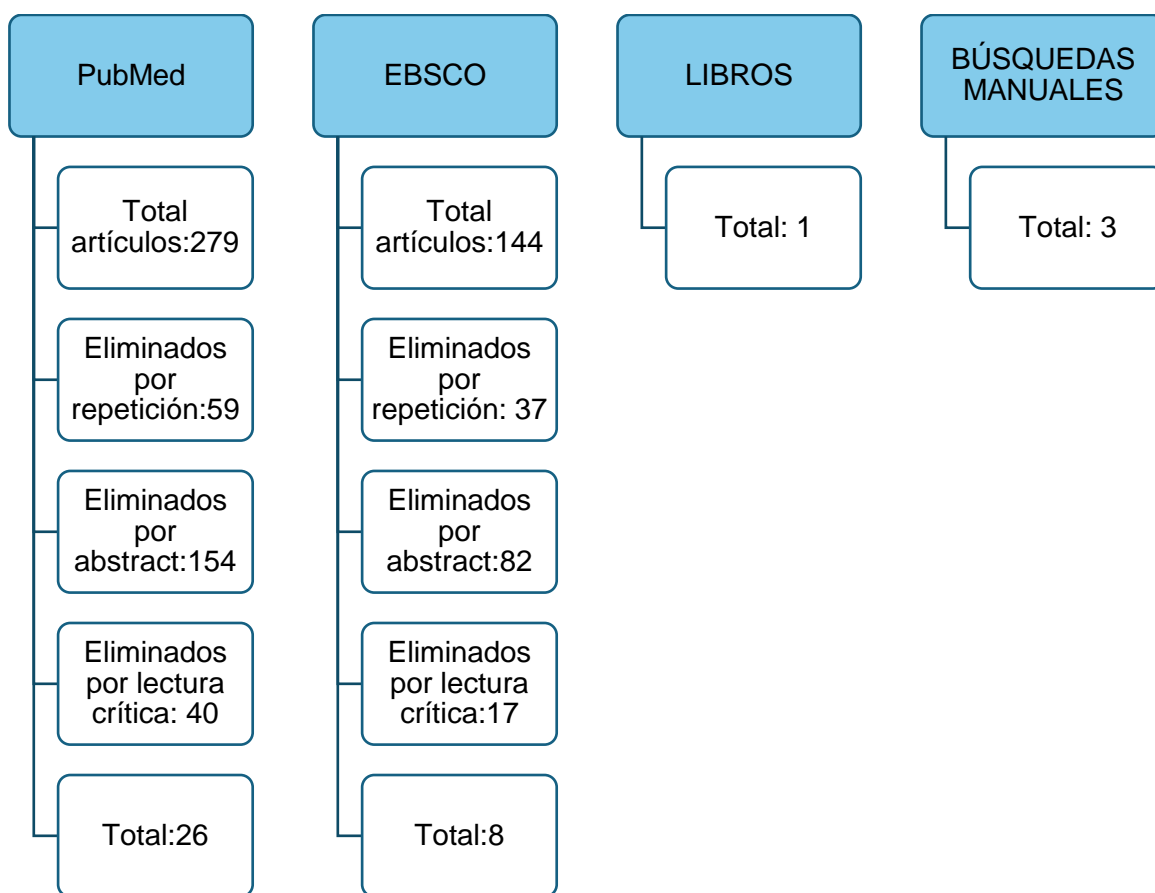 PubMed
Total
artículos:279
Eliminados
por
repetición:59
Eliminados
por
abstract:154
Eliminados
por lectura
crítica: 40
Total:26
EBSCO
Total
artículos:144
Eliminados
por
repetición: 37
Eliminados
por
abstract:82
Eliminados
por lectura
crítica:17
Total:8
LIBROS
Total: 1
BÚSQUEDAS
MANUALES
Total: 3